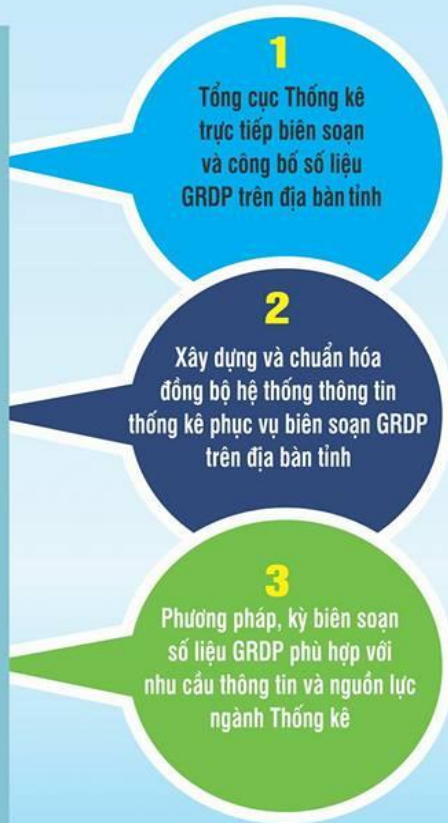 1
Tổng cục Thống kê
trực tiếp biên soạn
và công bố số liệu
GRDP trên địa bàn tỉnh
2
Xây dựng và chuẩn hóa
đồng bộ hệ thống thông tin
thống kê phục vụ biên soạn GRDP
trên địa bàn tỉnh
3
Phương pháp, kỳ biên soạn
số liệu GRDP phù hợp với
nhu cầu thông tin và nguồn lực
ngành Thống kê